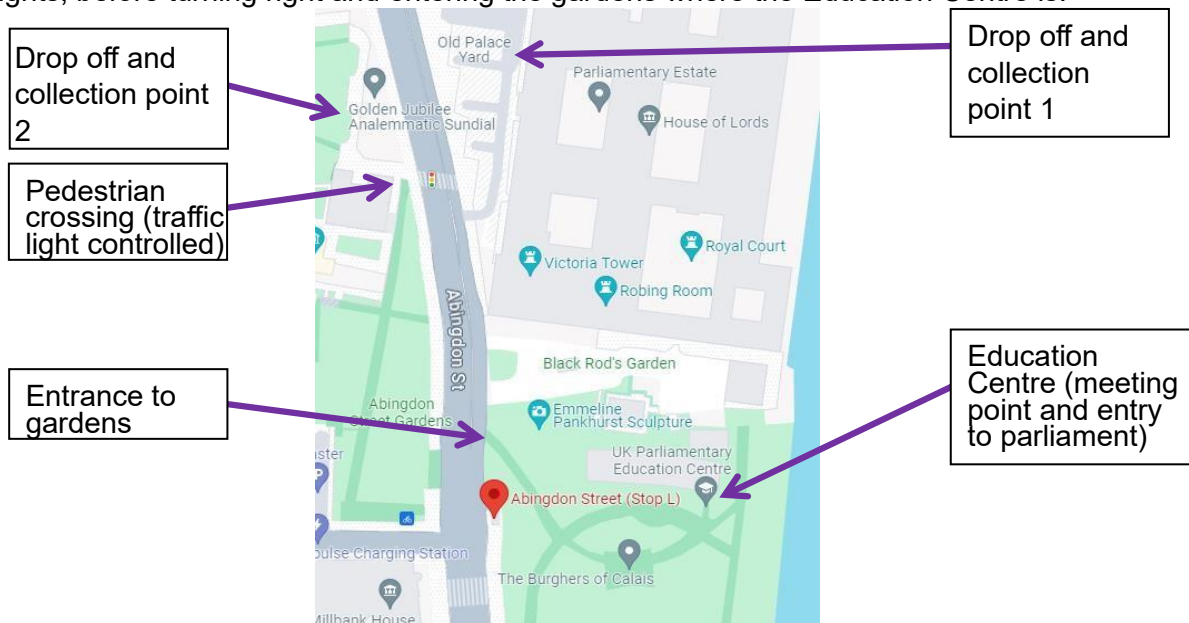 Drop off and
collection point
2
Pedestrian
crossing (traffic
light controlled)
Entrance to
gardens
Old Palace
Yard
Parliamentary Estate
Golden Jubilee
Analemmatic Sundial
House of Lords
Royal Court
Victoria Tower
Robing Room
Abingdon St
Black Rod's Garden
Abingdon
Street Gardens
Emmeline
Pankhurst Sculpture
UK Parliamentary
Education Centre
Abingdon Street (Stop L)
Charging Station
The Burghers of Calais
Millbank House
Drop off and
collection
point 1
Education
Centre (meeting
point and entry
to parliament)